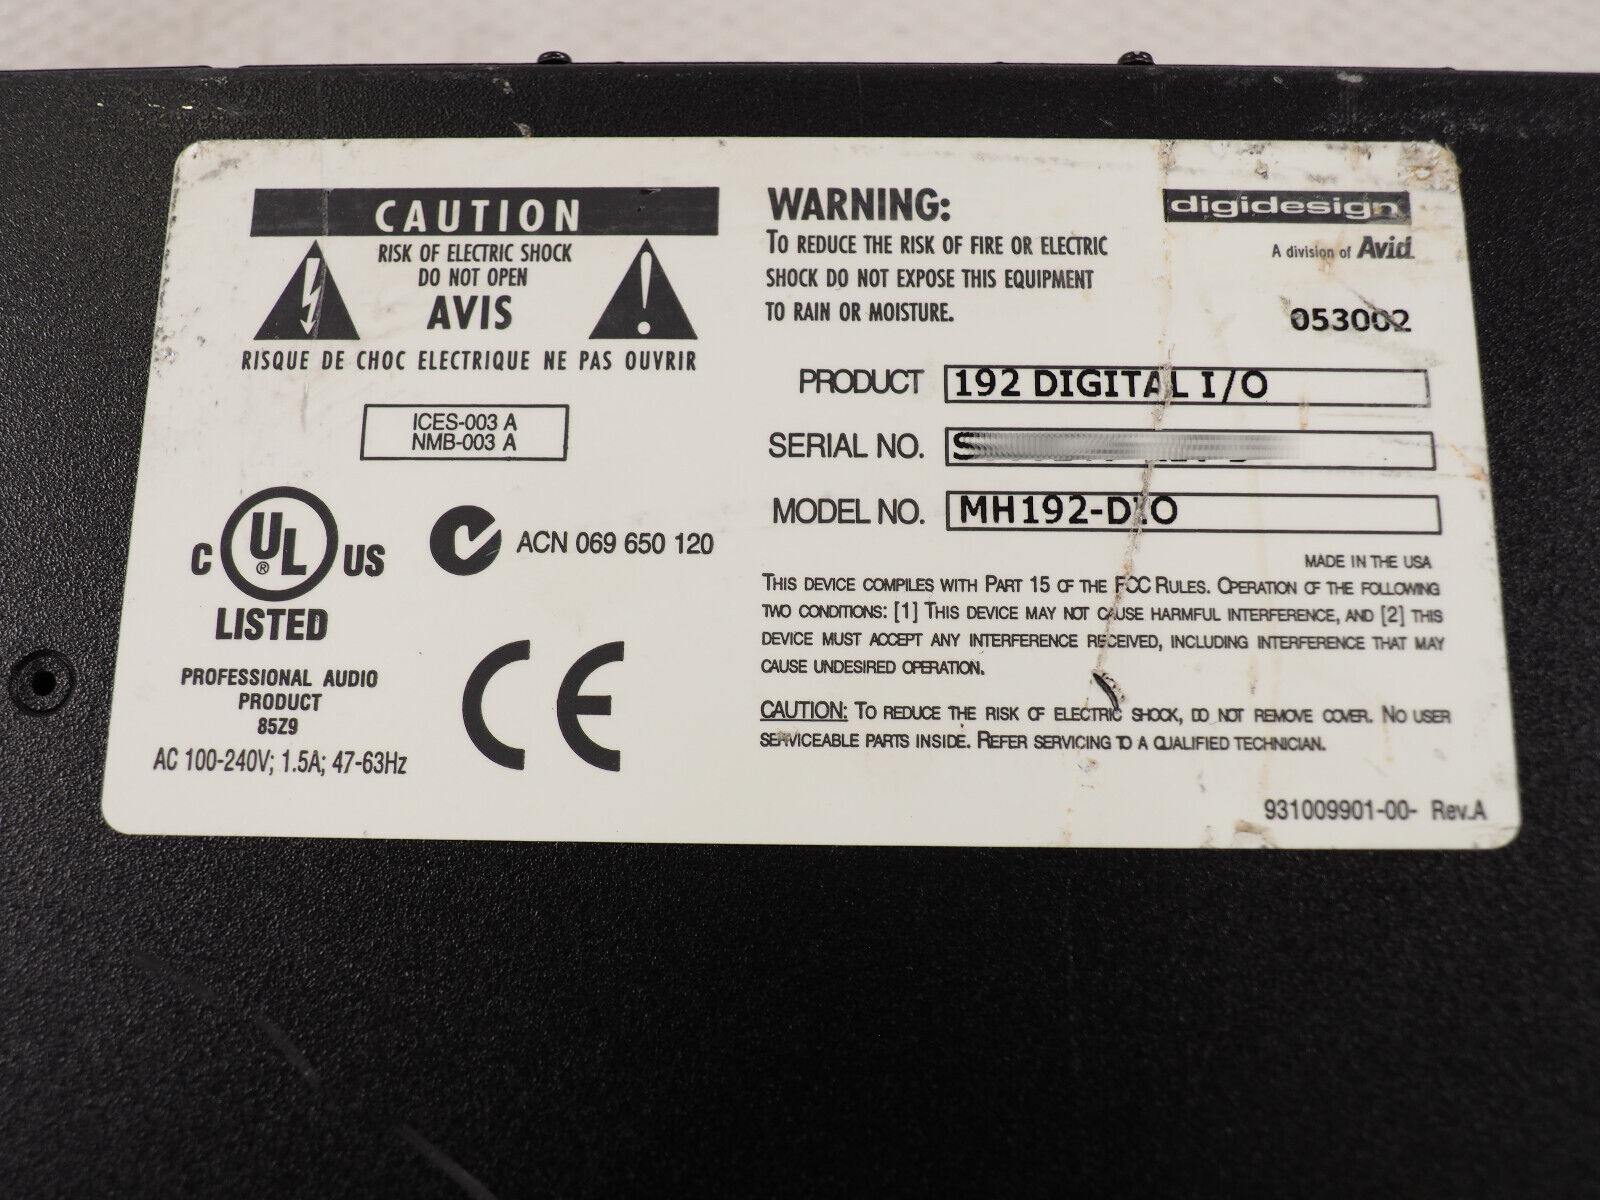 CAUTION
RISK OF ELECTRIC SHOCK
DO NOT OPEN
AVIS
RISQUE DE CHOC ELECTRIQUE NE PAS OUVRIR
ICES-003 A
NMB-003 A
C UL ® US
LISTED
PROFESSIONAL AUDIO
PRODUCT
85Z9
AC 100-240V; 1.5A; 47-63Hz
ACN 069 650 120
CE
WARNING:
TO REDUCE THE RISK OF FIRE OR ELECTRIC
SHOCK DO NOT EXPOSE THIS EQUIPMENT
TO RAIN OR MOISTURE.
digidesign
A division of Avid
053002
PRODUCT 192 DIGITAL I/O
SERIAL NO. S
MODEL NO. MH192-DIO
MADE IN THE USA
THIS DEVICE COMPLIES WITH PART 15 OF THE FCC RULES. OPERATION OF THE FOLLOWING
TWO CONDITIONS: [1] THIS DEVICE MAY NOT CAUSE HARMFUL INTERFERENCE, AND [2] THIS
DEVICE MUST ACCEPT ANY INTERFERENCE RECEIVED, INCLUDING INTERFERENCE THAT MAY
CAUSE UNDESIRED OPERATION.
CAUTION: TO REDUCE THE RISK OF ELECTRIC SHOCK, DO NOT REMOVE COVER. NO USER
SERVICEABLE PARTS INSIDE. REFER SERVICING TO A QUALIFIED TECHNICIAN.
931009901-00- Rev.A